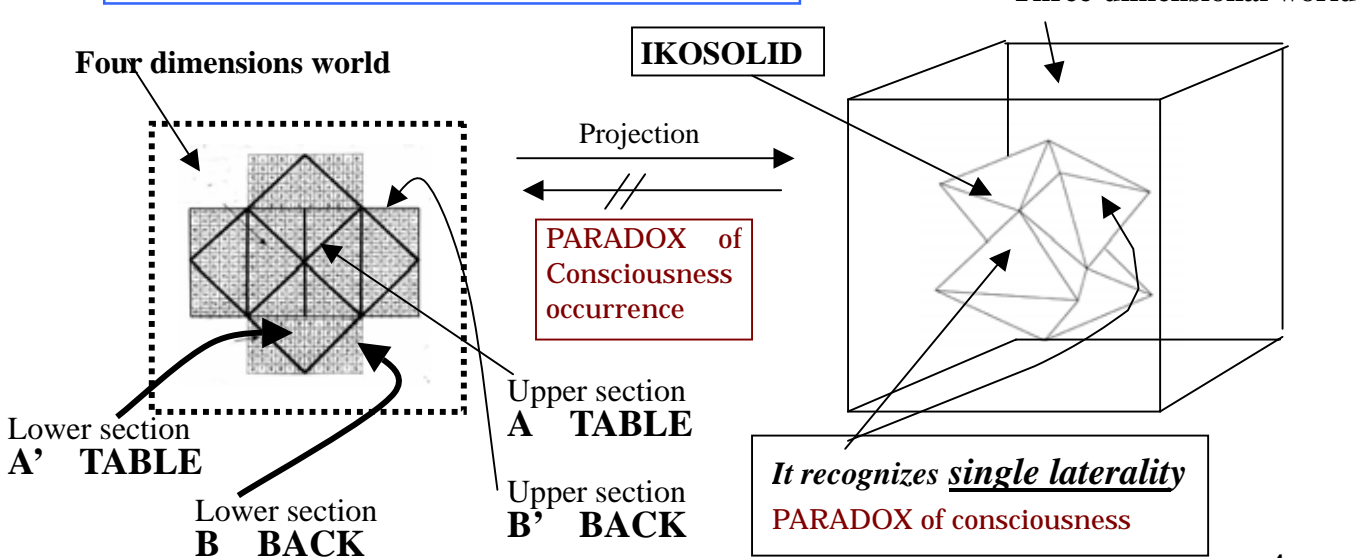 Four dimensions world
IKOSOLID
Projection
PARADOX of
Consciousness
occurrence
Upper section
A TABLE
Lower section
A' TABLE
Upper section
B' BACK
Lower section
B BACK
It recognizes single laterality
PARADOX of consciousness